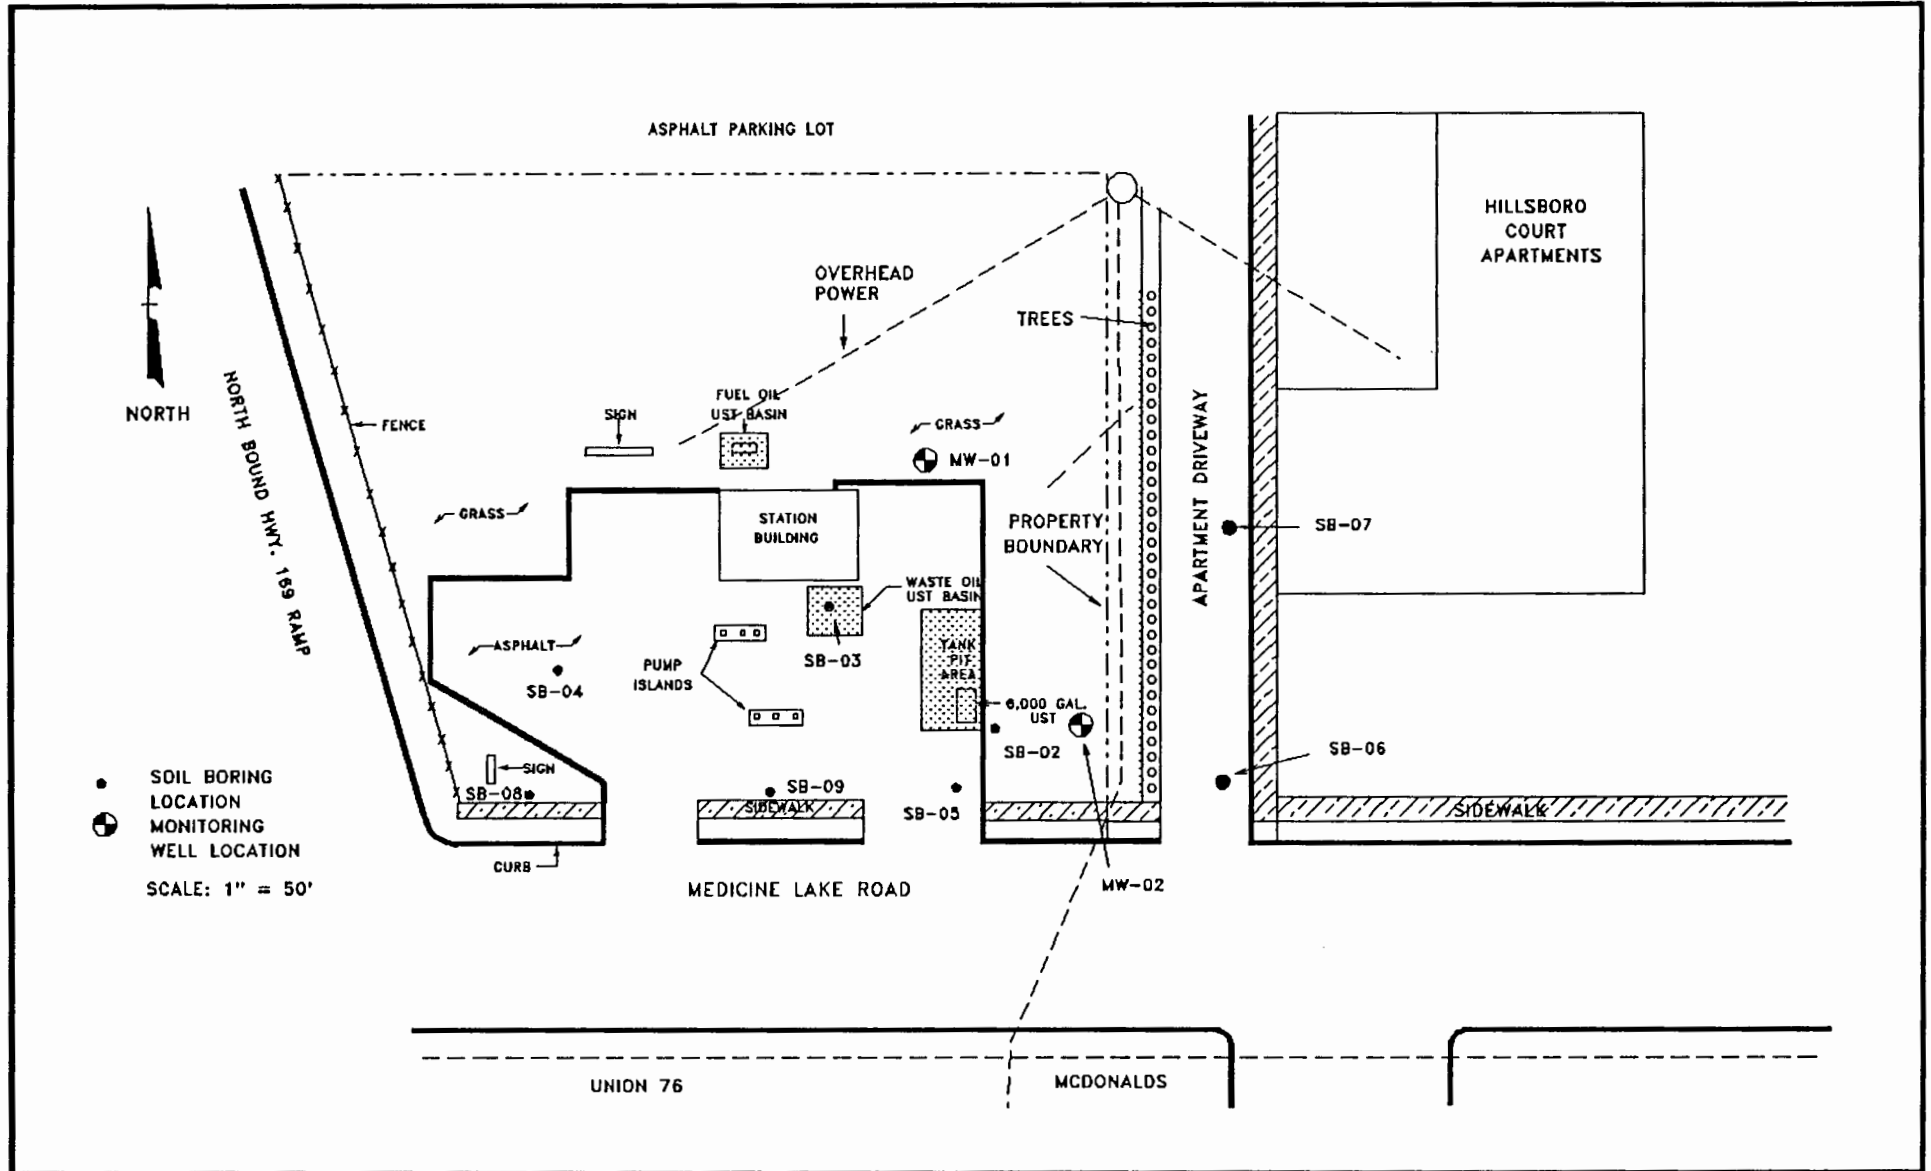 ASPHALT PARKING LOT
HILLSBORO
COURT
APARTMENTS
OVERHEAD
POWER
TREES
NORTH
NORTH BOUND HWY. 169 RAMP
FENCE
SIGN
FUEL OIL
UST BASIN
GRASS
MW-01
APARTMENT DRIVEWAY
GRASS
STATION
BUILDING
PROPERTY
BOUNDARY
SB-07
WASTE OIL
UST BASIN
ASPHALT
SB-04
PUMP
ISLANDS
SB-03
TANK
PIT
AREA
6,000 GAL.
UST
SB-02
SB-06
SIGN
SB-08
SB-09
SIDEWALK
SB-05
SIDEWALK
SOIL BORING
LOCATION
MONITORING
WELL LOCATION
SCALE: 1" = 50'
CURB
MEDICINE LAKE ROAD
MW-02
UNION 76
MCDONALDS